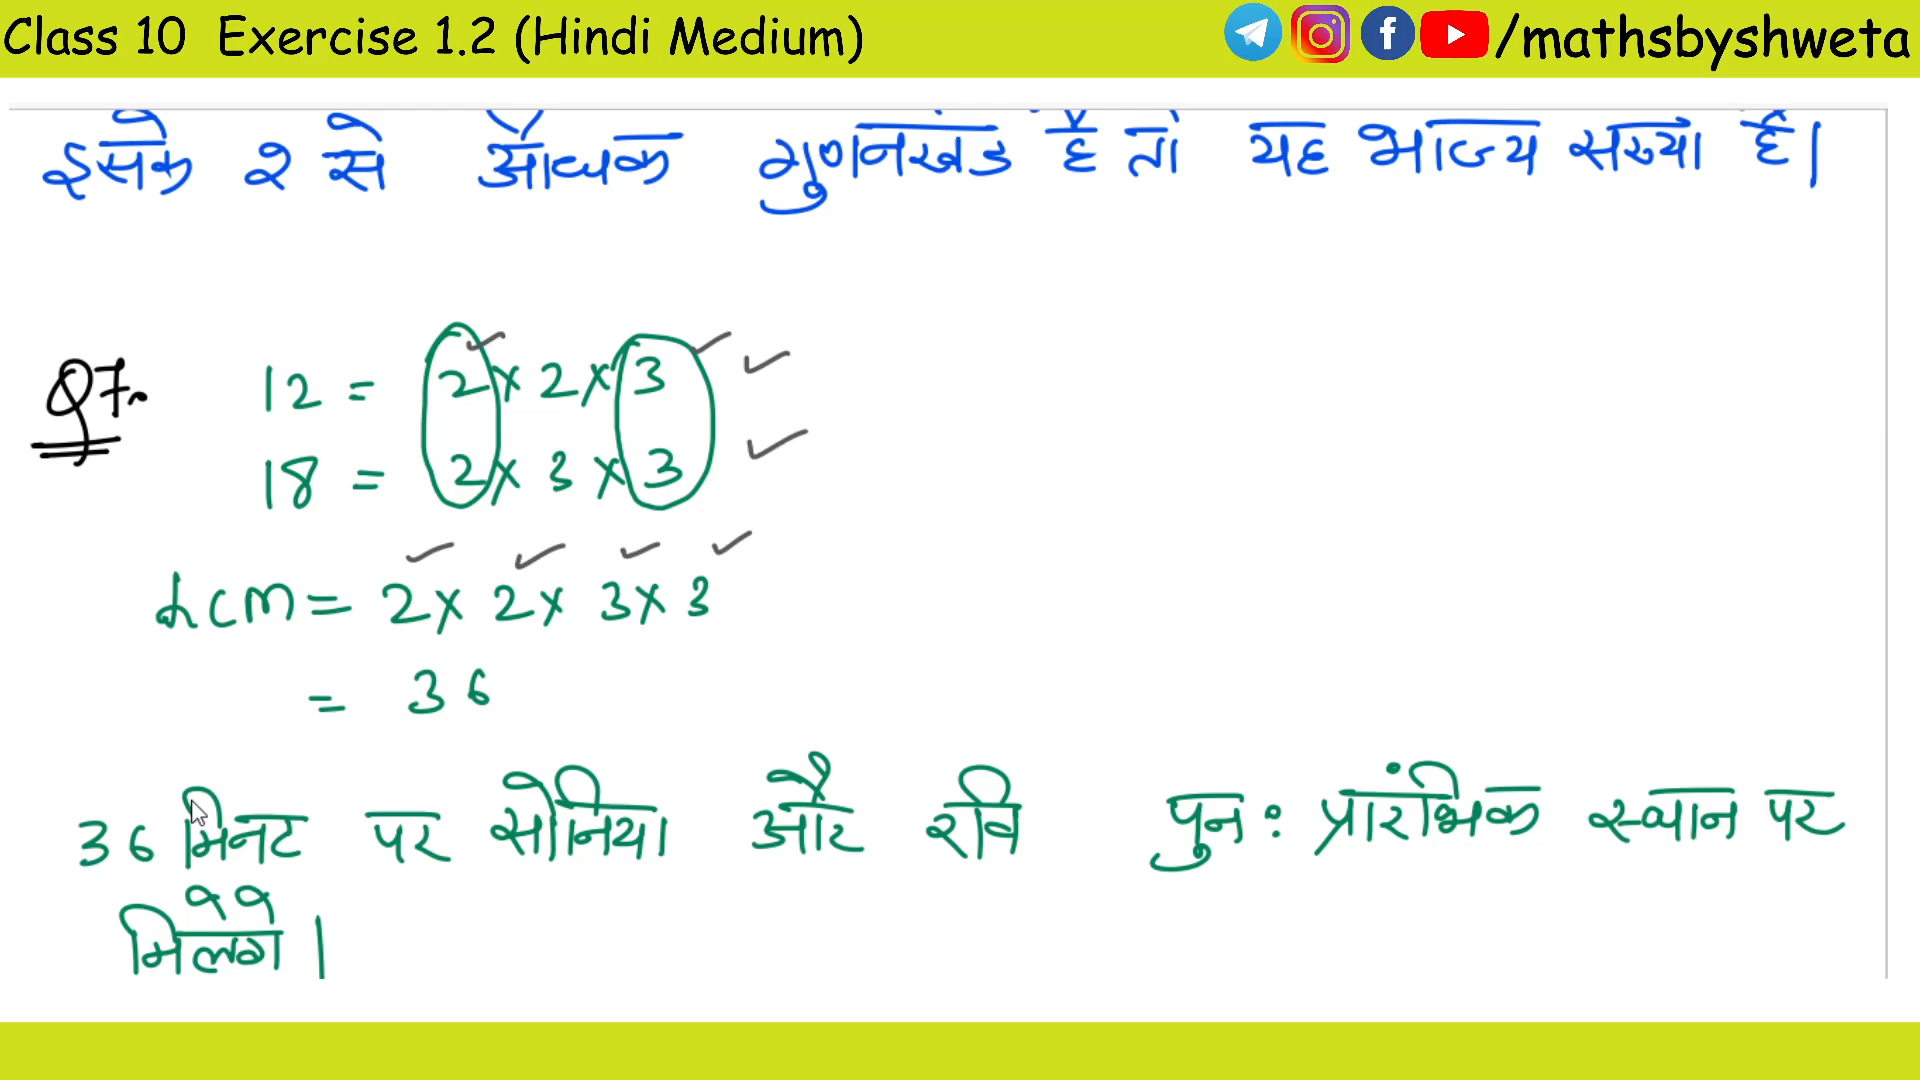 Class 10 Exercise 1.2 (Hindi Medium) /mathsbyshweta
इसके २ से अधिक गुणनखंड हैं तो यह भाज्य संख्या है।
Q7. 12 = 2 x 2 x 3
18 = 2 x 3 x 3
LCM = 2 x 2 x 3 x 3
= 36
36 मिनट पर सोनिया और रवि पुन: प्रारंभिक स्थान पर
मिलेंगे।